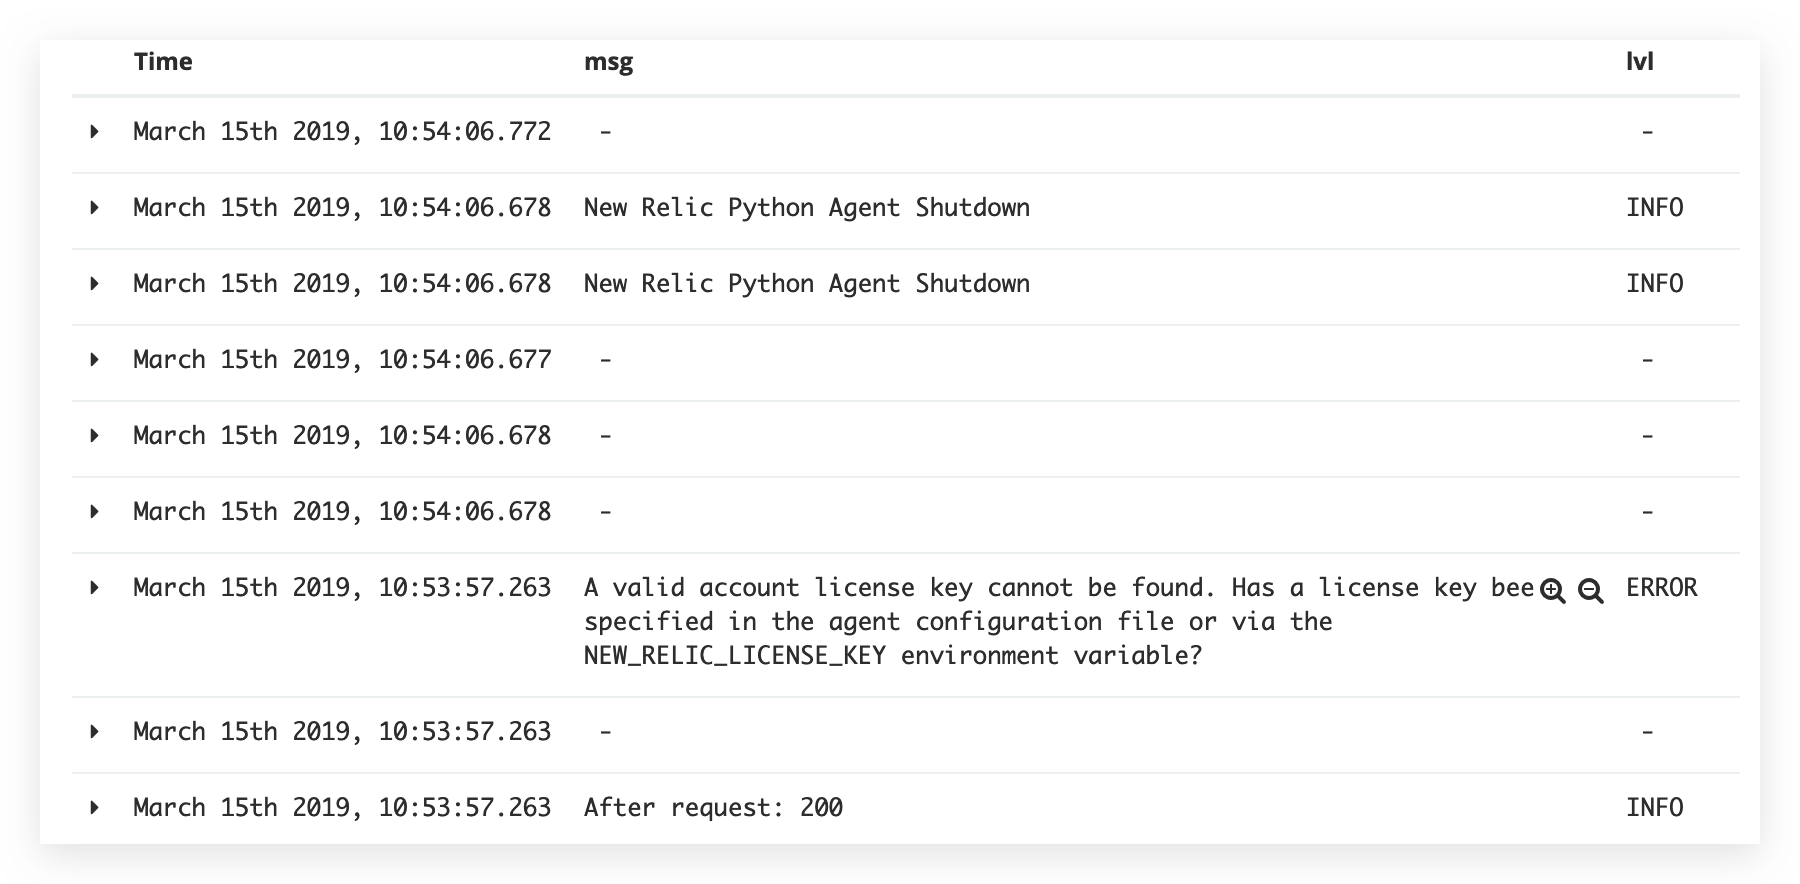 Time msg lvl
March 15th 2019, 10:54:06.772 - -
March 15th 2019, 10:54:06.678 New Relic Python Agent Shutdown INFO
March 15th 2019, 10:54:06.678 New Relic Python Agent Shutdown INFO
March 15th 2019, 10:54:06.677 - -
March 15th 2019, 10:54:06.678 - -
March 15th 2019, 10:54:06.678 - -
March 15th 2019, 10:53:57.263 A valid account license key cannot be found. Has a license key bee ERROR
specified in the agent configuration file or via the
NEW_RELIC_LICENSE_KEY environment variable?
March 15th 2019, 10:53:57.263 - -
March 15th 2019, 10:53:57.263 After request: 200 INFO